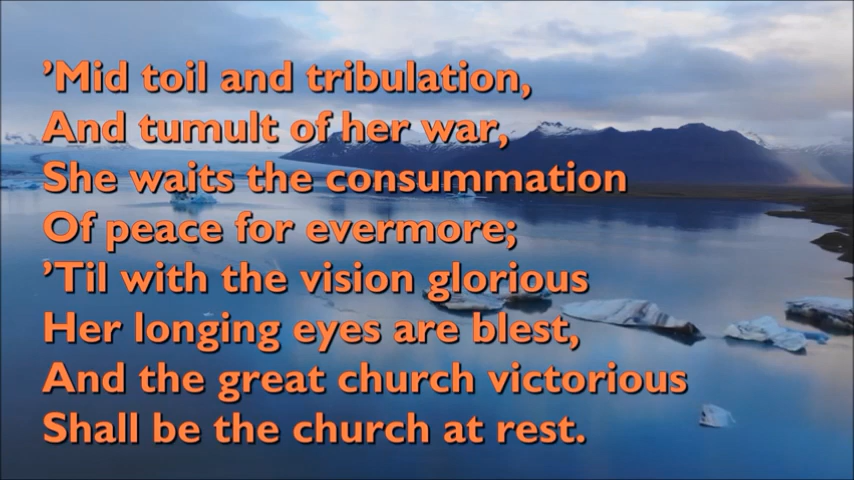 ’Mid toil and tribulation,
And tumult of her war,
She waits the consummation
Of peace for evermore;
’Til with the vision glorious
Her longing eyes are blest,
And the great church victorious
Shall be the church at rest.